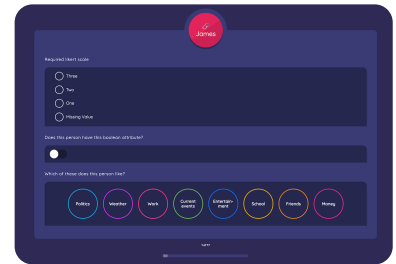 James
Required likert scale
Three
Two
One
Missing Value
Does this person have this boolean attribute?
Which of these does this person like?
Politics
Weather
Work
Current
events
Entertain-
ment
School
Friends
Money